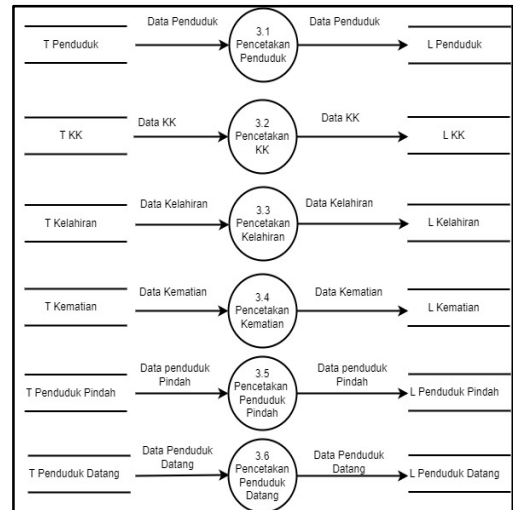 Data Penduduk
Data Penduduk
T Penduduk
3.1
Pencetakan
Penduduk
L Penduduk
Data KK
Data KK
T KK
3.2
Pencetakan
KK
L KK
Data Kelahiran
Data Kelahiran
T Kelahiran
3.3
Pencetakan
Kelahiran
L Kelahiran
Data Kematian
Data Kematian
T Kematian
3.4
Pencetakan
Kematian
L Kematian
Data penduduk
Pindah
Data penduduk
Pindah
T Penduduk Pindah
3.5
Pencetakan
Penduduk
Pindah
L Penduduk Pindah
Data Penduduk
Datang
Data Penduduk
Datang
T Penduduk Datang
3.6
Pencetakan
Penduduk
Datang
L Penduduk Datang